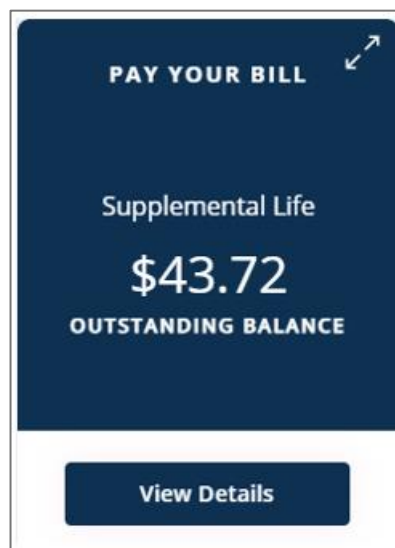 PAY YOUR BILL
Supplemental Life
$43.72
OUTSTANDING BALANCE
View Details